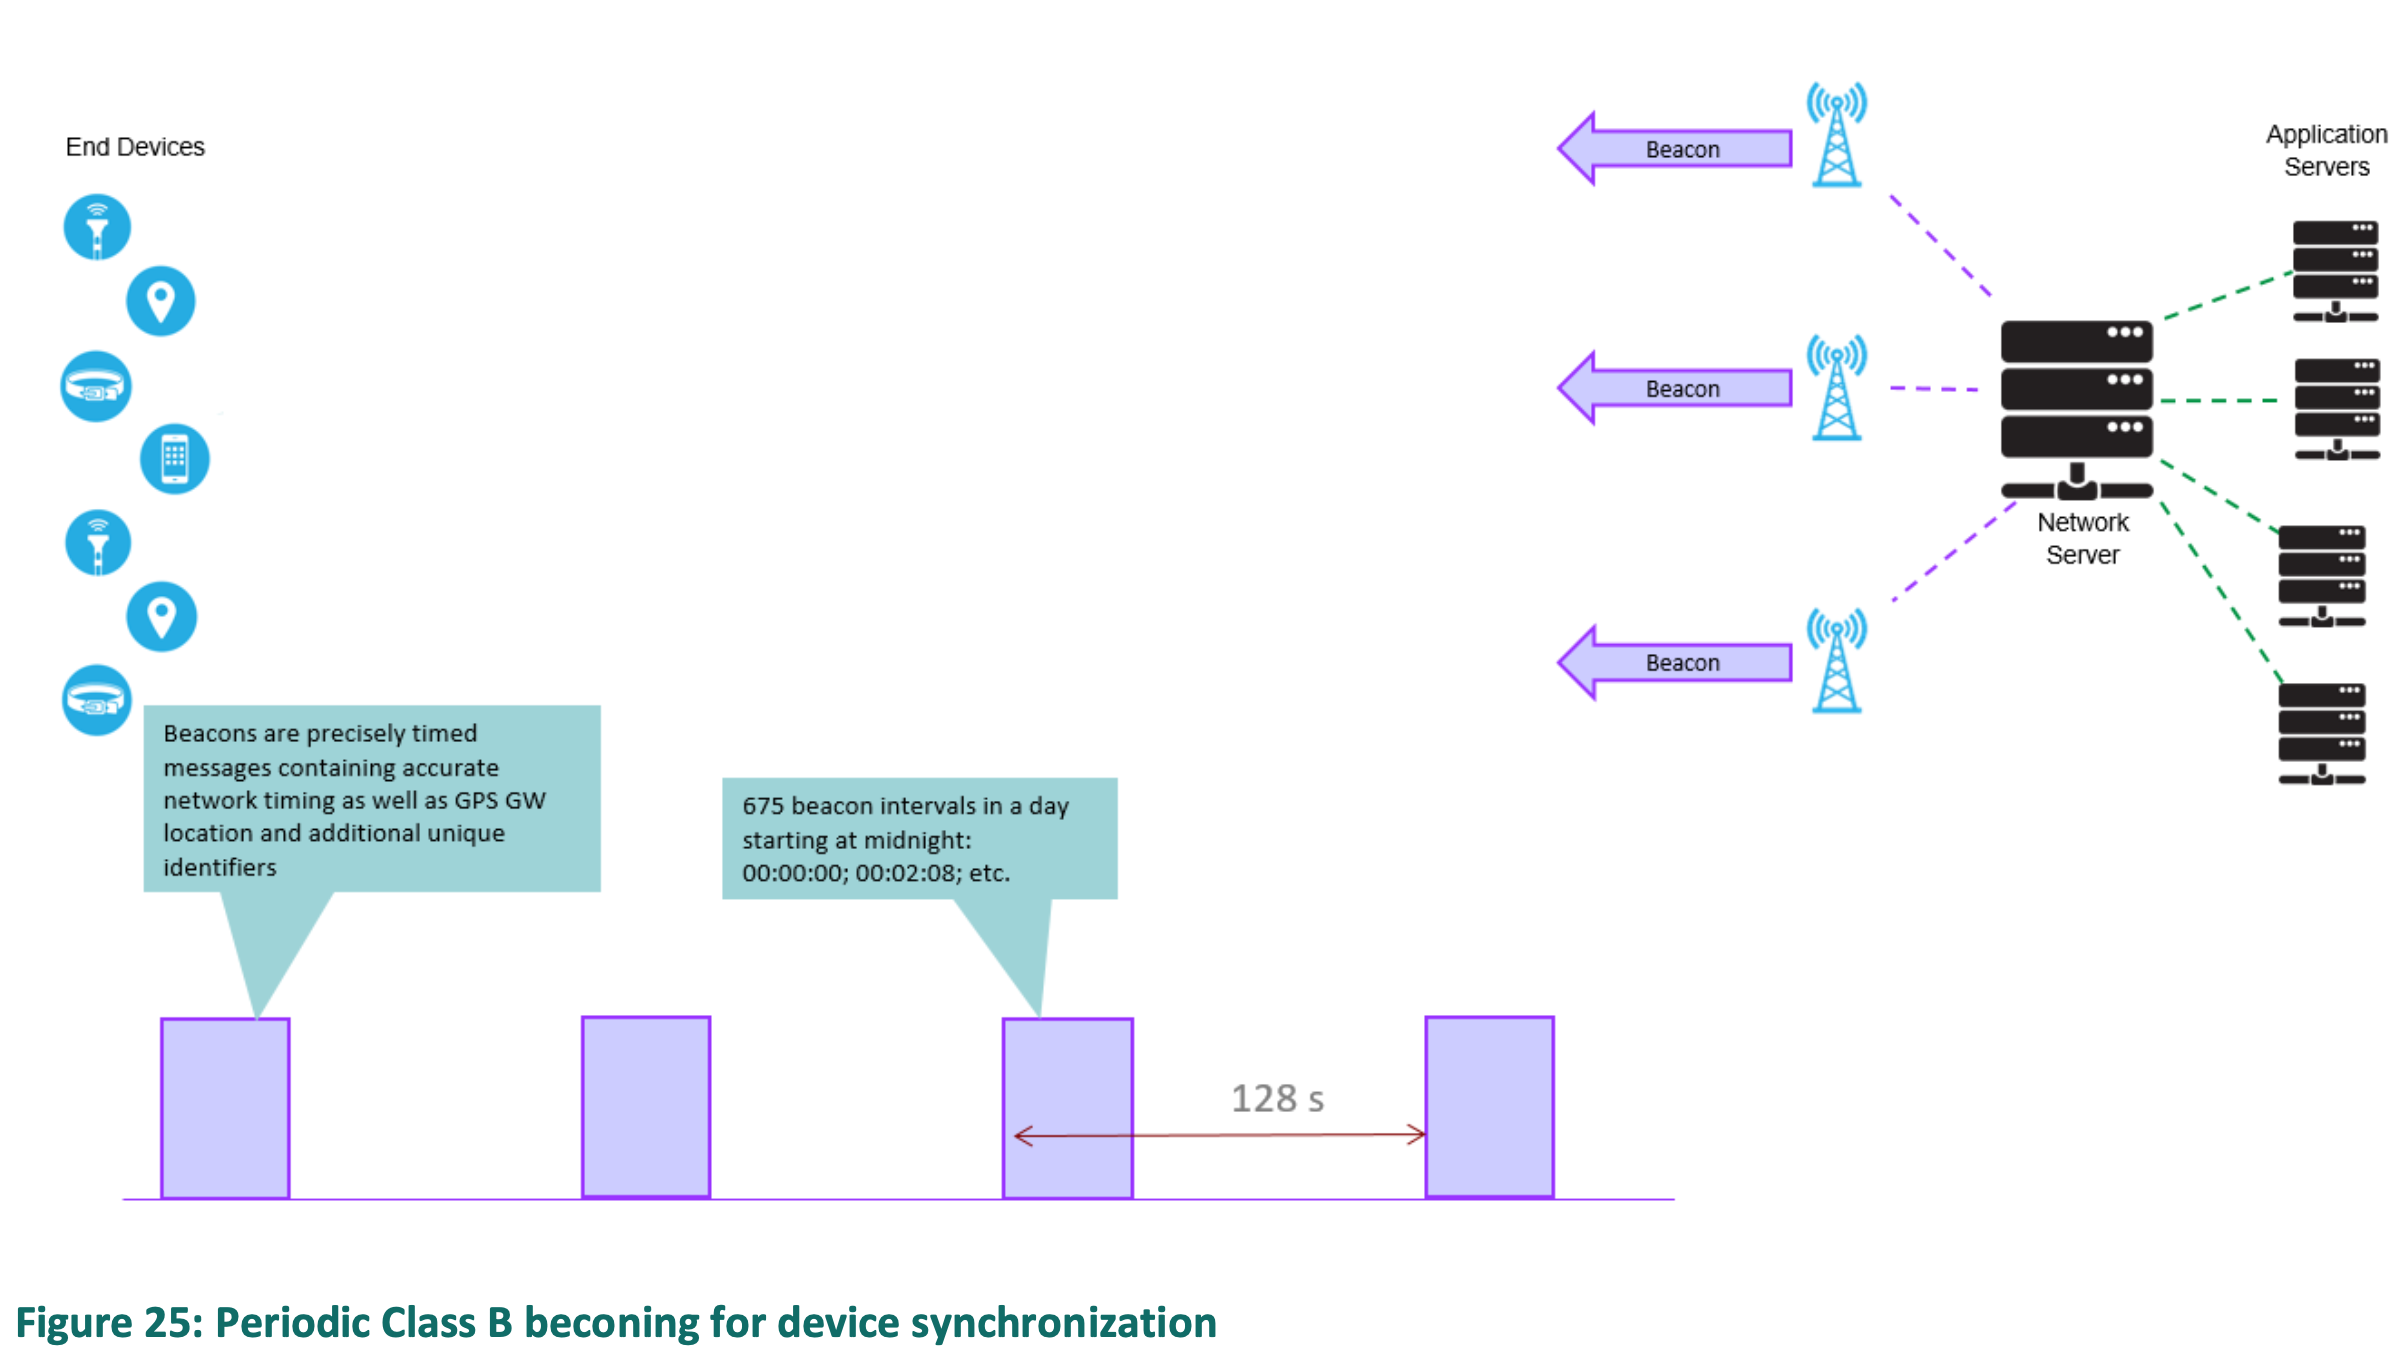 End Devices
Beacon
Application
Servers
Beacon
Network
Server
Beacon
Beacons are precisely timed
messages containing accurate
network timing as well as GPS GW
location and additional unique
identifiers
675 beacon intervals in a day
starting at midnight:
00:00:00; 00:02:08; etc.
128 s
Figure 25: Periodic Class B beconing for device synchronization